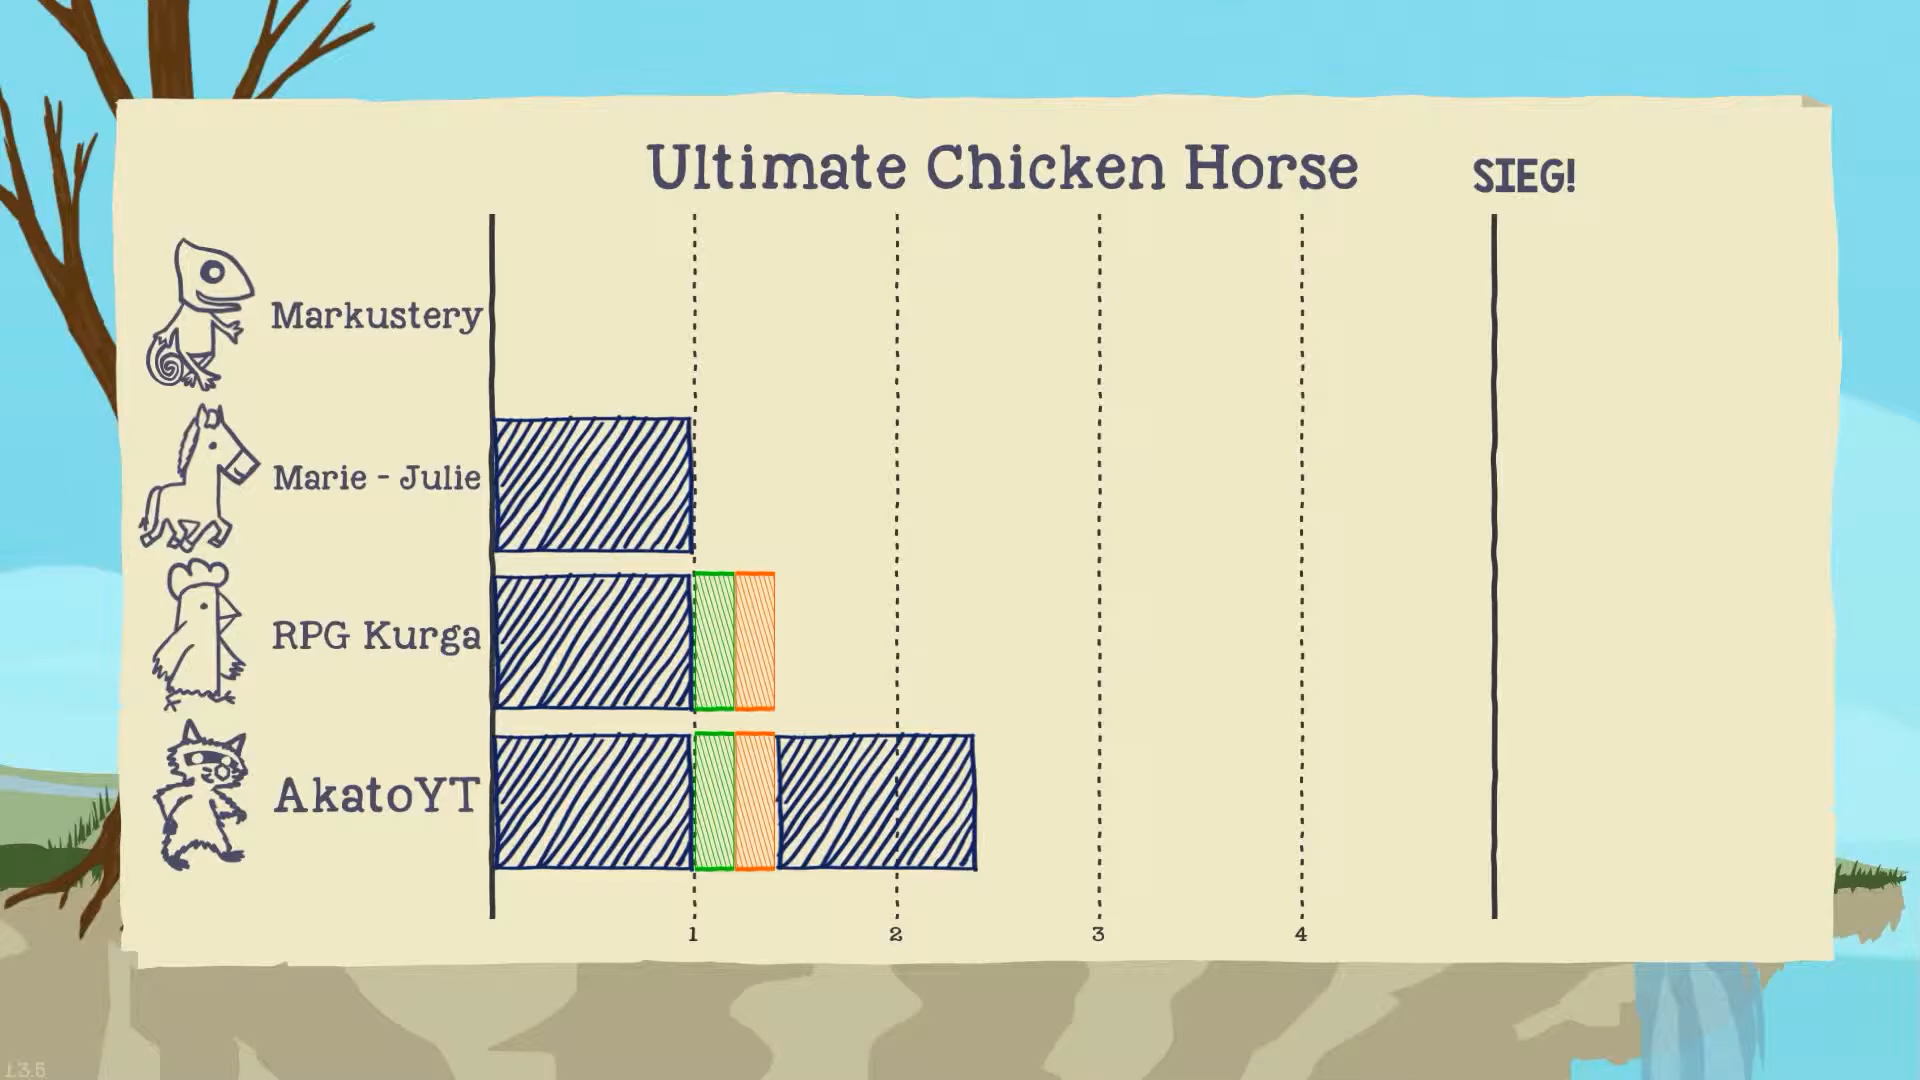 Ultimate Chicken Horse
SIEG!
Markustery
Marie - Julie
RPG Kurga
AkatoYT
1 2 3 4